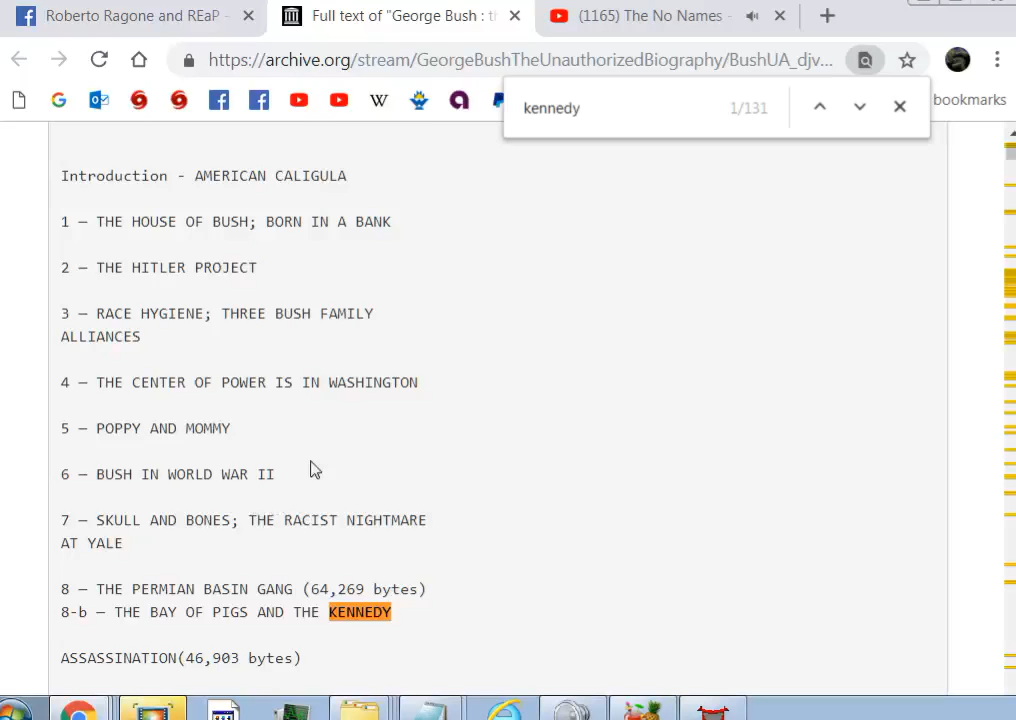 Roberto Ragone and REaP -
Full text of "George Bush : th
(1165) The No Names -
https://archive.org/stream/GeorgeBushTheUnauthorizedBiography/BushUA_djv...
bookmarks
kennedy
1/131
Introduction - AMERICAN CALIGULA
1 — THE HOUSE OF BUSH; BORN IN A BANK
2 — THE HITLER PROJECT
3 — RACE HYGIENE; THREE BUSH FAMILY
ALLIANCES
4 — THE CENTER OF POWER IS IN WASHINGTON
5 — POPPY AND MOMMY
6 — BUSH IN WORLD WAR II
7 — SKULL AND BONES; THE RACIST NIGHTMARE
AT YALE
8 — THE PERMIAN BASIN GANG (64,269 bytes)
8-b — THE BAY OF PIGS AND THE KENNEDY
ASSASSINATION(46,903 bytes)